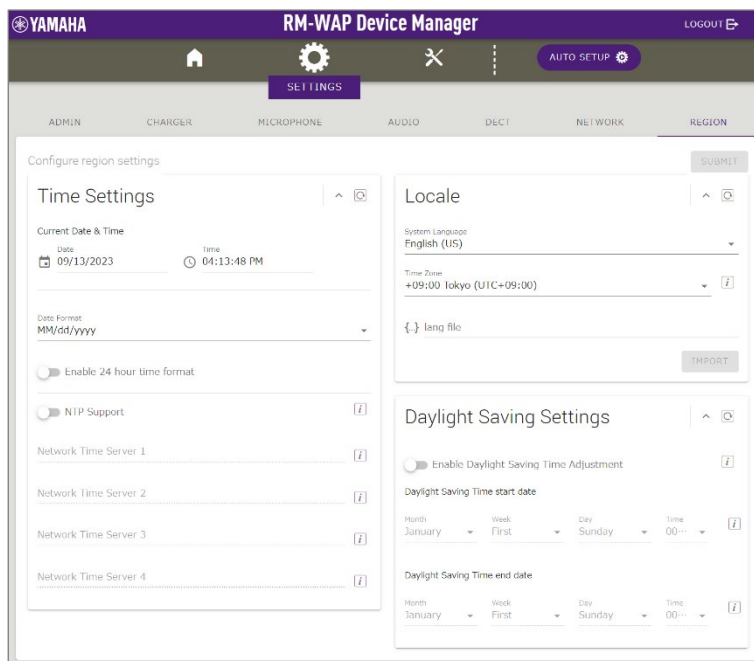 YAMAHA
RM-WAP Device Manager
LOGOUT
AUTO SETUP
SETTINGS
ADMIN CHARGER MICROPHONE AUDIO DECT NETWORK REGION
Configure region settings
SUBMIT
Time Settings
Current Date & Time
Date Time
09/13/2023 04:13:48 PM
Date Format
MM/dd/yyyy
Enable 24 hour time format
NTP Support i
Network Time Server 1 i
Network Time Server 2 i
Network Time Server 3 i
Network Time Server 4 i
Locale
System Language
English (US)
Time Zone
+09:00 Tokyo (UTC+09:00) i
{..} lang file
IMPORT
Daylight Saving Settings
Enable Daylight Saving Time Adjustment i
Daylight Saving Time start date
Month Week Day Time
January First Sunday 00··· i
Daylight Saving Time end date
Month Week Day Time
January First Sunday 00··· i